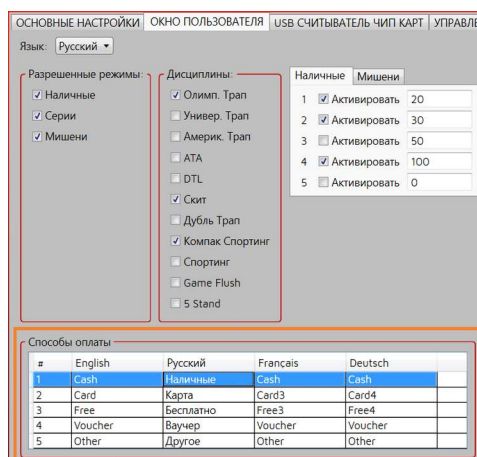 ОСНОВНЫЕ НАСТРОЙКИ ОКНО ПОЛЬЗОВАТЕЛЯ USB СЧИТЫВАТЕЛЬ ЧИП КАРТ УПРАВЛЕ
Язык: Русский
Разрешенные режимы:
Наличные
Серии
Мишени
Дисциплины:
Олимп. Трап
Универ. Трап
Америк. Трап
ATA
DTL
Скит
Дубль Трап
Компак Спортинг
Спортинг
Game Flush
5 Stand
Наличные Мишени
1 Активировать 20
2 Активировать 30
3 Активировать 50
4 Активировать 100
5 Активировать 0
Способы оплаты
# English Русский Français Deutsch
1 Cash Наличные Cash Cash
2 Card Карта Card3 Card4
3 Free Бесплатно Free3 Free4
4 Voucher Ваучер Voucher Voucher
5 Other Другое Other Other